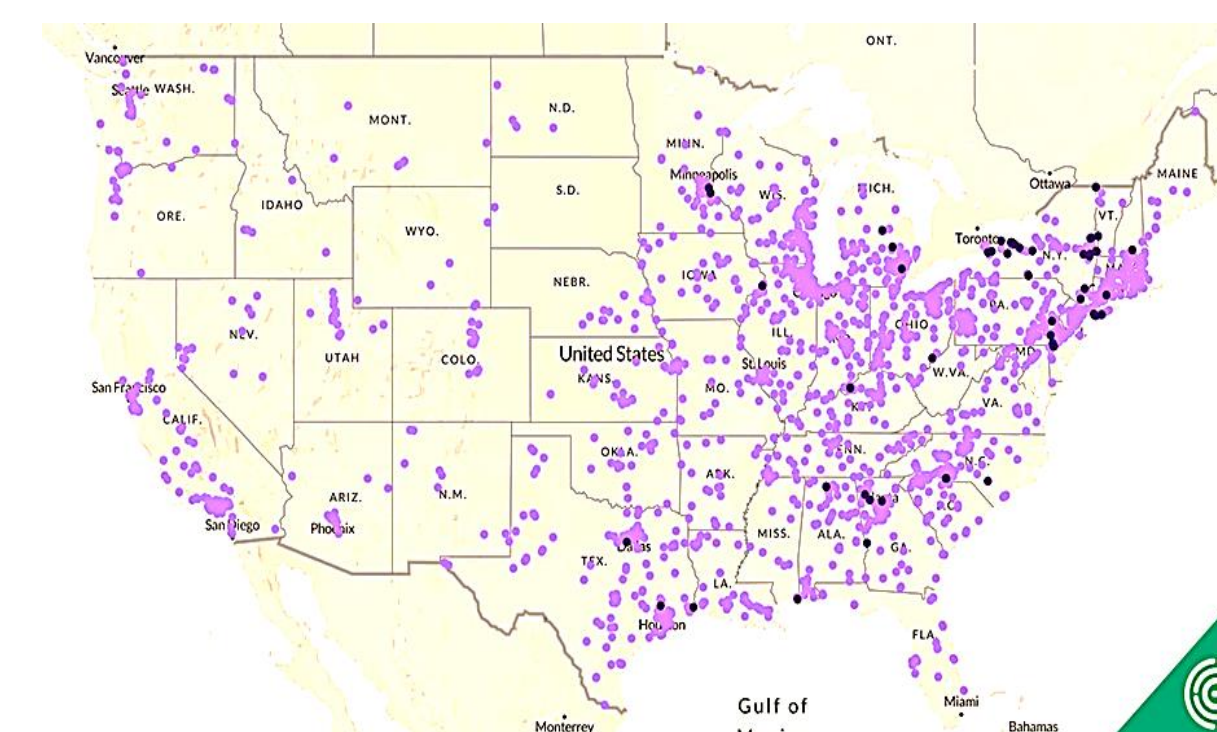 ONT.
Vancouver
Seattle WASH.
MONT.
N.D.
MINN.
Minneapolis
WIS.
MICH.
Ottawa
MAINE
VT.
ORE.
IDAHO
S.D.
WYO.
Toronto
N.Y.
IOWA
NEBR.
PA.
ILL.
OHIO
NEV.
UTAH
COLO.
United States
KANS.
St. Louis
MO.
MD.
W.VA.
VA.
San Francisco
CALIF.
OKLA.
ARK.
N.C.
ARIZ.
N.M.
San Diego
Phoenix
Dallas
TEX.
MISS.
ALA.
GA.
LA.
Houston
FLA.
Miami
Gulf of
Monterrey
Bahamas